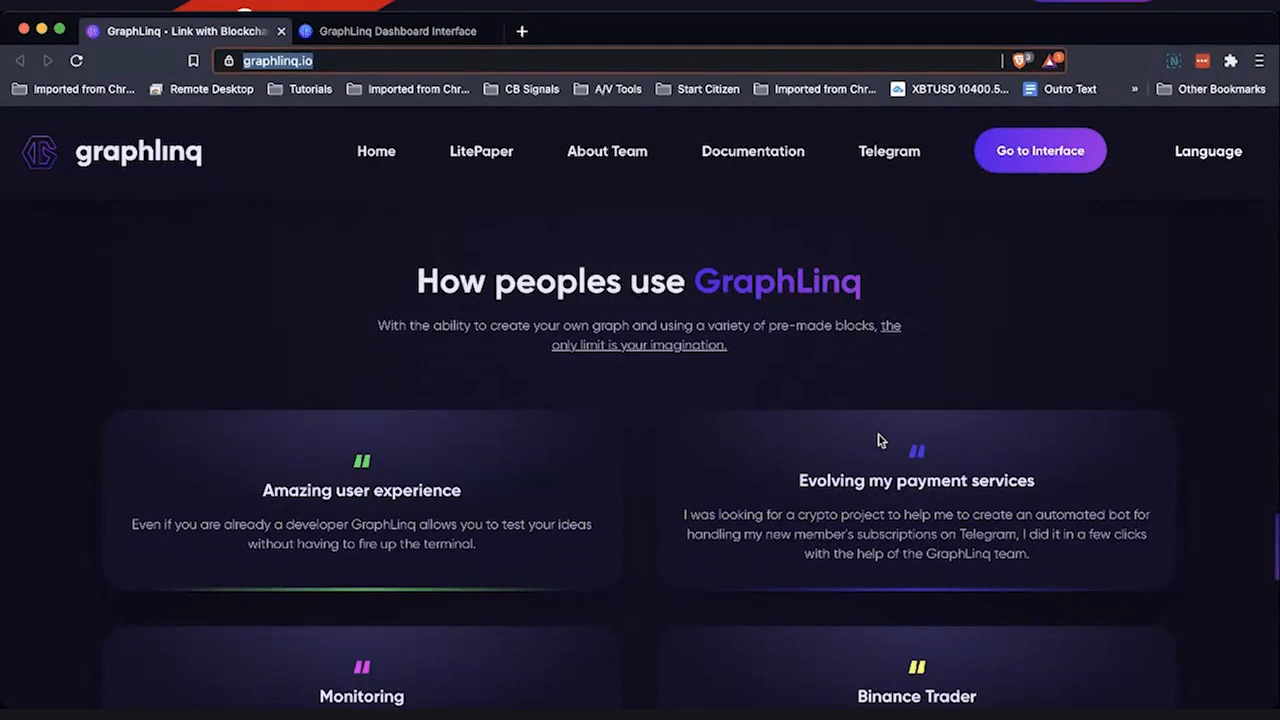 GraphLinq • Link with Blockcha
GraphLinq Dashboard Interface
graphlinq.io
3
1
Imported from Chr...
Remote Desktop
Tutorials
Imported from Chr...
CB Signals
A/V Tools
Start Citizen
Imported from Chr...
XBTUSD 10400.5...
Outro Text
»
Other Bookmarks
graphlinq
Home
LitePaper
About Team
Documentation
Telegram
Go to Interface
Language
How peoples use GraphLinq
With the ability to create your own graph and using a variety of pre-made blocks, the
only limit is your imagination.
Amazing user experience
Even if you are already a developer GraphLinq allows you to test your ideas
without having to fire up the terminal.
Evolving my payment services
I was looking for a crypto project to help me to create an automated bot for
handling my new member's subscriptions on Telegram, I did it in a few clicks
with the help of the GraphLinq team.
Monitoring
Binance Trader